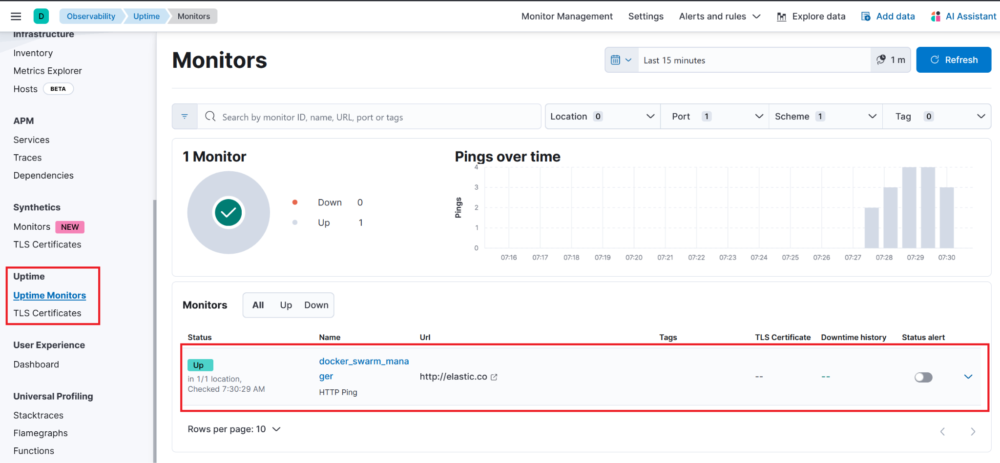 D Observability Uptime Monitors Monitor Management Settings Alerts and rules Explore data Add data AI Assistant
Infrastructure
Inventory
Metrics Explorer
Hosts BETA
APM
Services
Traces
Dependencies
Synthetics
Monitors NEW
TLS Certificates
Uptime
Uptime Monitors
TLS Certificates
User Experience
Dashboard
Universal Profiling
Stacktraces
Flamegraphs
Functions
Monitors
Last 15 minutes 1 m Refresh
Search by monitor ID, name, URL, port or tags Location 0 Port 1 Scheme 1 Tag 0
1 Monitor
Down 0
Up 1
Pings over time
Pings
4
3
2
1
0
07:16 07:17 07:18 07:19 07:20 07:21 07:22 07:23 07:24 07:25 07:26 07:27 07:28 07:29 07:30
Monitors All Up Down
Status Name Url Tags TLS Certificate Downtime history Status alert
Up
in 1/1 location,
Checked 7:30:29 AM
docker_swarm_mana
ger
HTTP Ping
http://elastic.co
-- --
Rows per page: 10